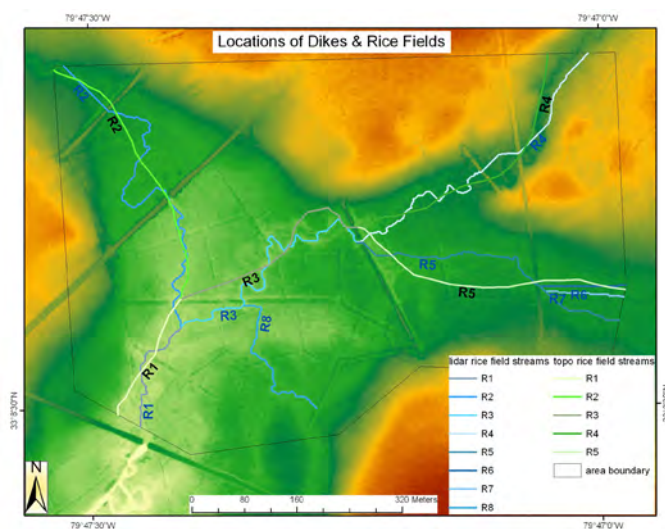 79°47'30"W 79°47'0"W
Locations of Dikes & Rice Fields
R2
R2
R4
R4
R3
R5
R5
R7 R6
R3
R8
R1
R1
33°8'30"N
lidar rice field streams topo rice field streams
R1 R1
R2 R2
R3 R3
R4 R4
R5 R5
R6 area boundary
R7
R8
N
0 80 160 320 Meters
79°47'30"W 79°47'0"W